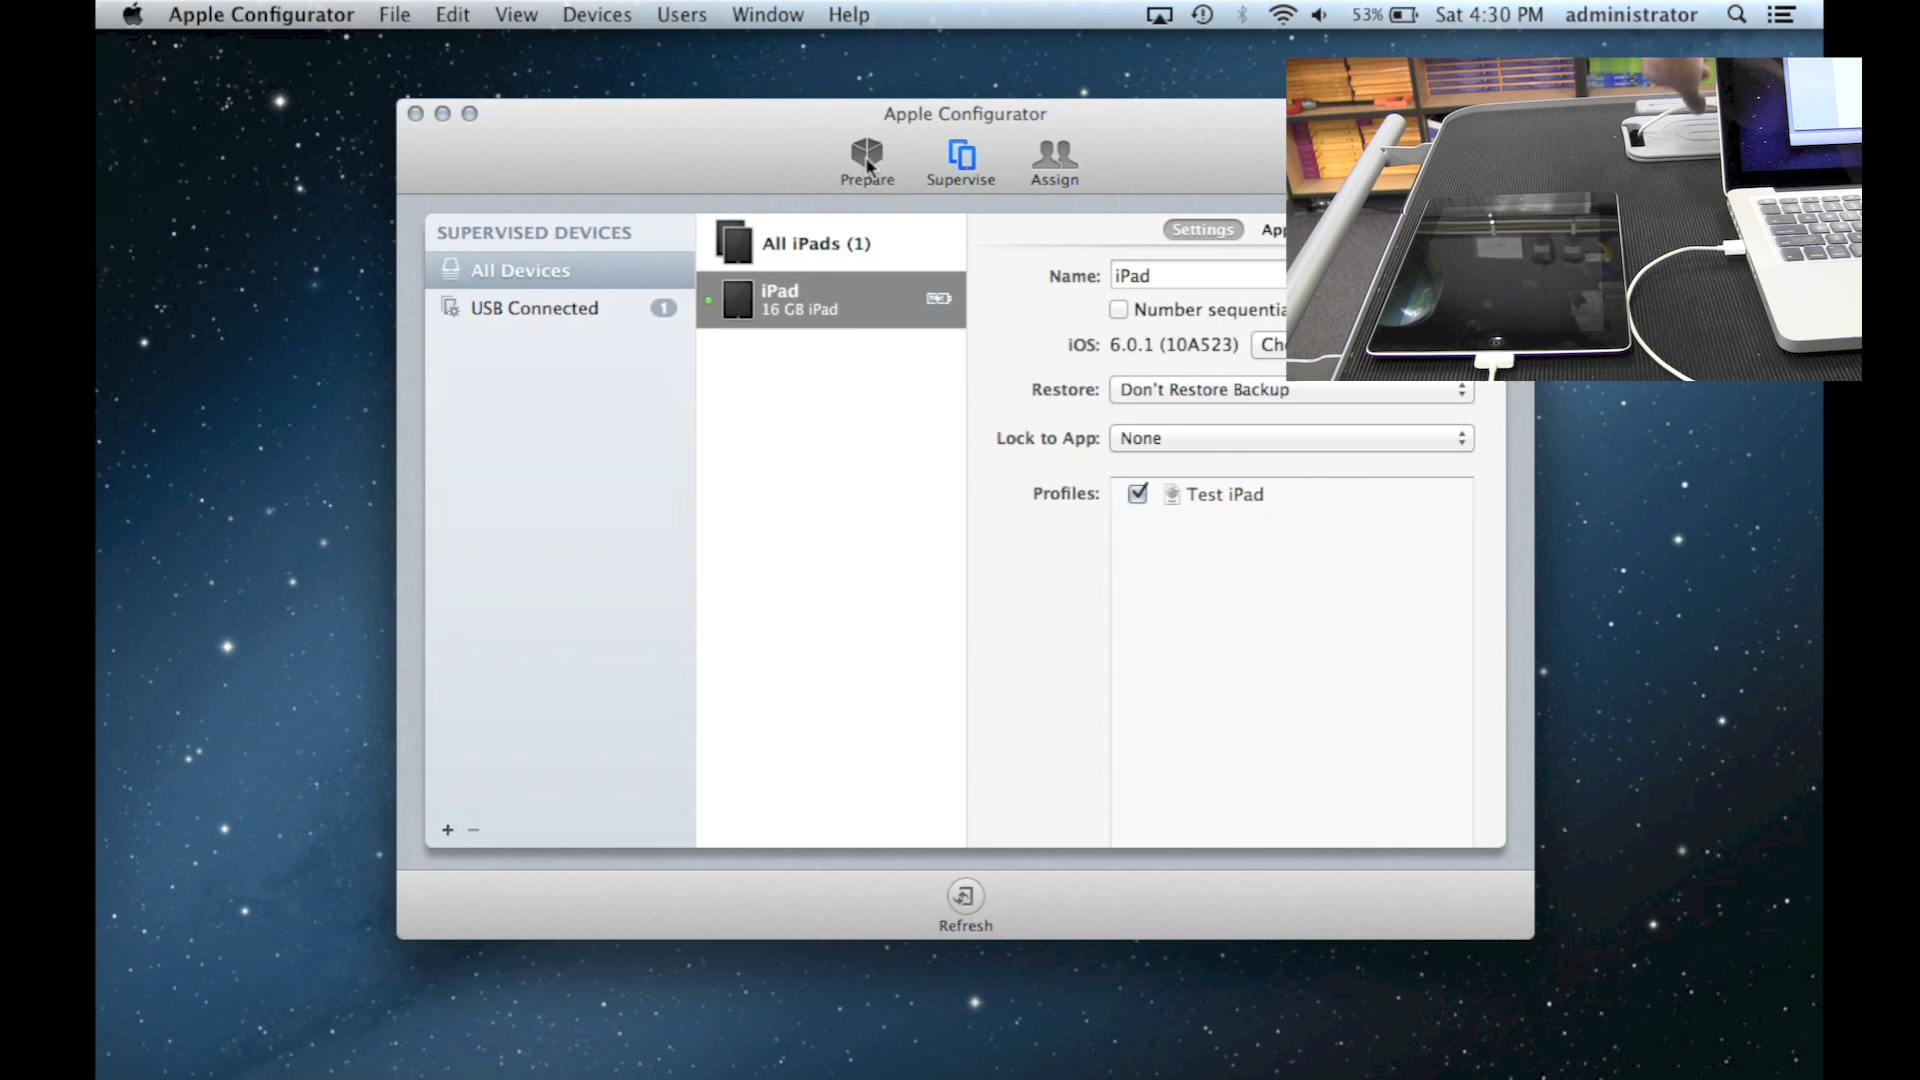 Apple Configurator File Edit View Devices Users Window Help 53% Sat 4:30 PM administrator
Apple Configurator
Prepare Supervise Assign
SUPERVISED DEVICES
All Devices
USB Connected 1
All iPads (1)
iPad
16 GB iPad
Settings App
Name: iPad
Number sequentia
iOS: 6.0.1 (10A523) Che
Restore: Don't Restore Backup
Lock to App: None
Profiles: Test iPad
+ −
Refresh